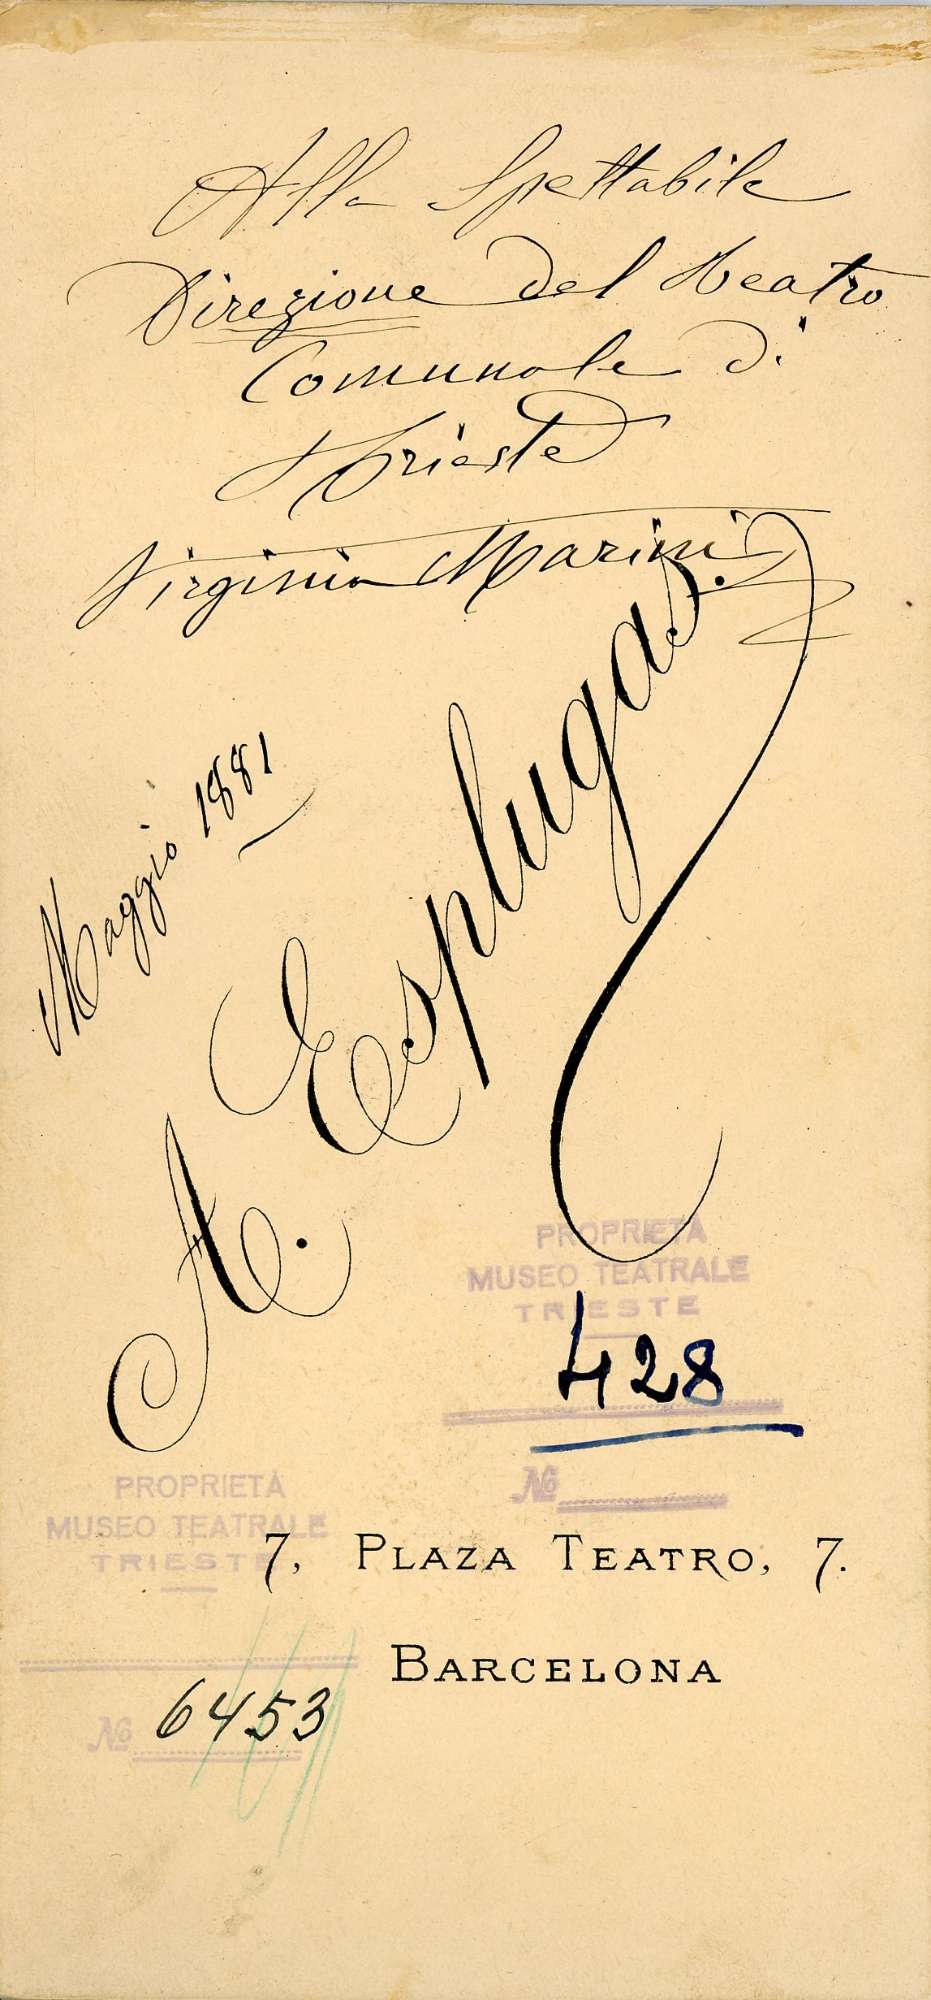 Alla Spettabile
Direzione del Teatro
Comunale di
Trieste
Virginia Marini
Maggio 1881
A. Esplugas.
PROPRIETÀ
MUSEO TEATRALE
TRIESTE
428
No
PROPRIETÀ
MUSEO TEATRALE
TRIESTE
7, PLAZA TEATRO, 7.
BARCELONA
No 6453